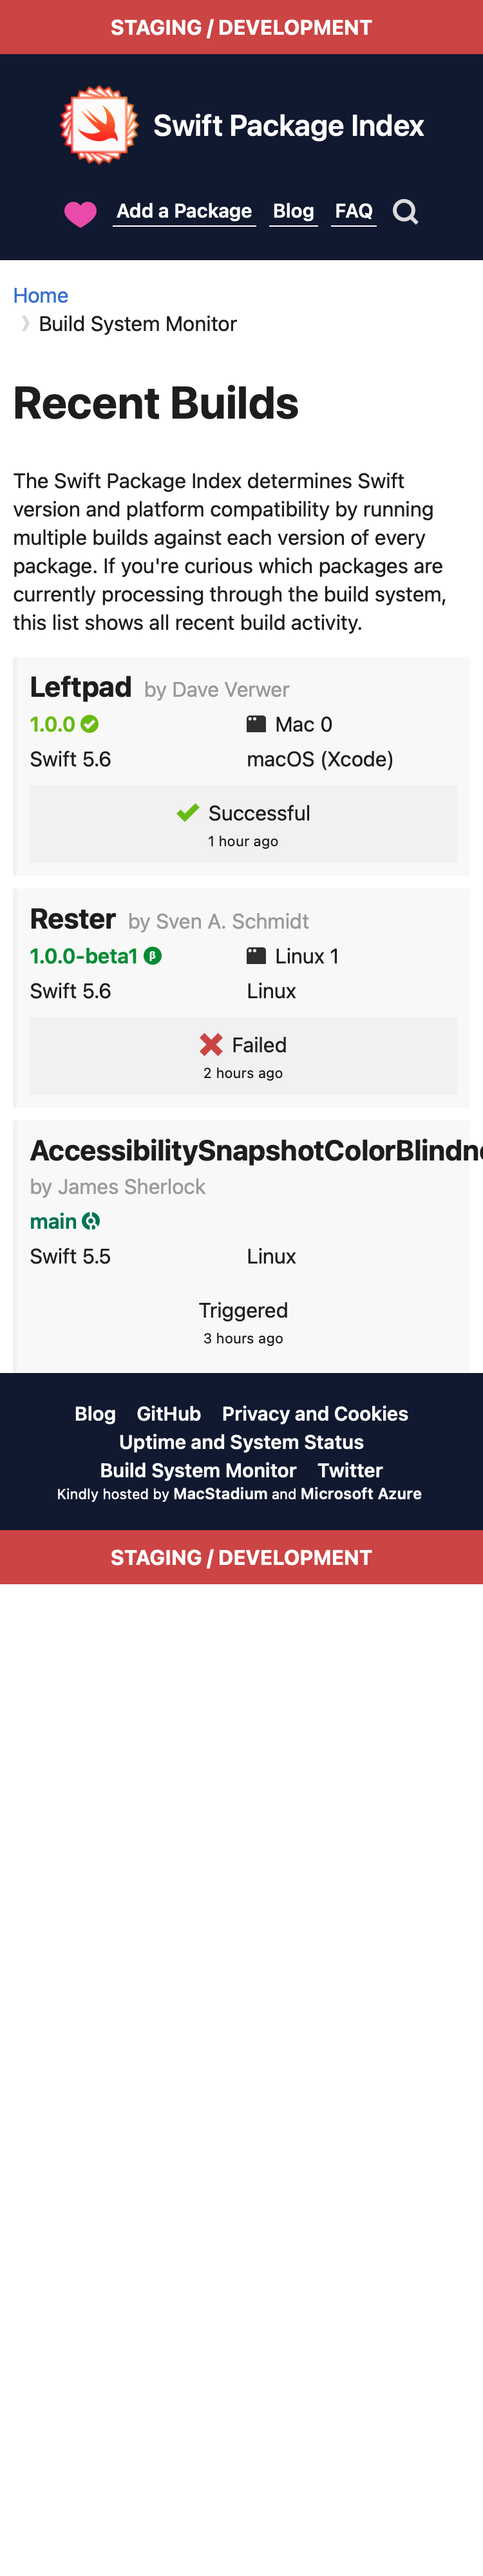 STAGING / DEVELOPMENT
Swift Package Index
Add a Package Blog FAQ
Home
Build System Monitor
Recent Builds
The Swift Package Index determines Swift
version and platform compatibility by running
multiple builds against each version of every
package. If you're curious which packages are
currently processing through the build system,
this list shows all recent build activity.
Leftpad by Dave Verwer
1.0.0 Mac 0
Swift 5.6 macOS (Xcode)
Successful
1 hour ago
Rester by Sven A. Schmidt
1.0.0-beta1 β Linux 1
Swift 5.6 Linux
Failed
2 hours ago
AccessibilitySnapshotColorBlindne
by James Sherlock
main
Swift 5.5 Linux
Triggered
3 hours ago
Blog GitHub Privacy and Cookies
Uptime and System Status
Build System Monitor Twitter
Kindly hosted by MacStadium and Microsoft Azure
STAGING / DEVELOPMENT